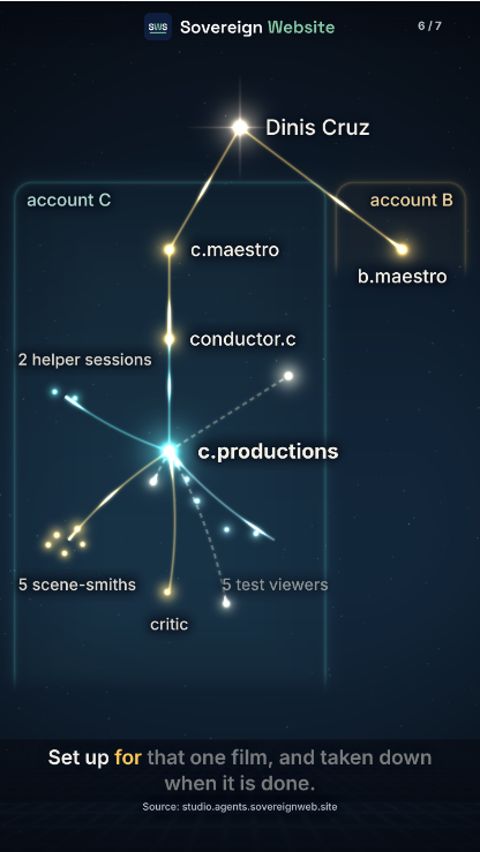 SWS
Sovereign Website
6 / 7
Dinis Cruz
account C
account B
c.maestro
b.maestro
conductor.c
2 helper sessions
c.productions
5 scene-smiths
5 test viewers
critic
Set up for that one film, and taken down
when it is done.
Source: studio.agents.sovereignweb.site